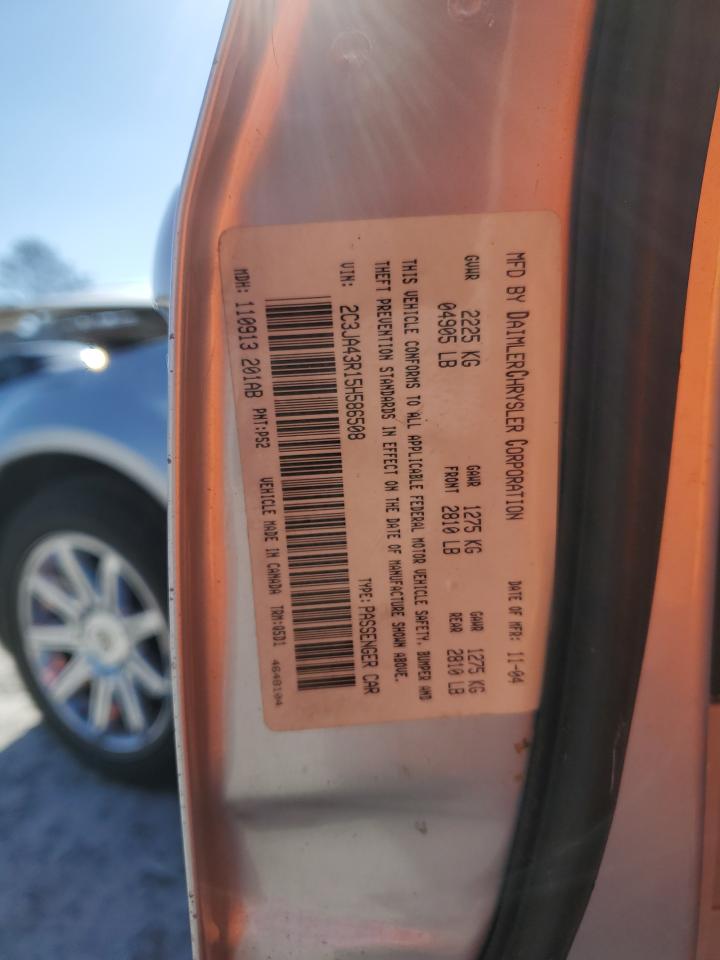 MFD BY DAIMLERCHRYSLER CORPORATION DATE OF MFR: 11-04
GVWR 2225 KG GAWR 1275 KG GAWR 1275 KG
04905 LB FRONT 2810 LB REAR 2810 LB
THIS VEHICLE CONFORMS TO ALL APPLICABLE FEDERAL MOTOR VEHICLE SAFETY, BUMPER AND
THEFT PREVENTION STANDARDS IN EFFECT ON THE DATE OF MANUFACTURE SHOWN ABOVE.
VIN: 2C3JA43R15H586508 TYPE: PASSENGER CAR
MDH: 110913 201AB PNT:PS2 VEHICLE MADE IN CANADA TRM:Q5D1 4648104